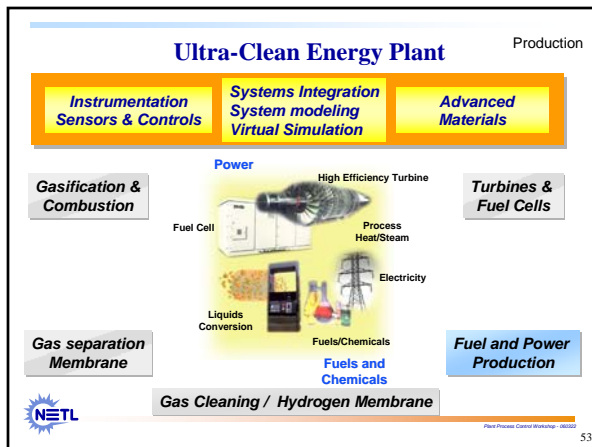 Production
Ultra-Clean Energy Plant
Instrumentation
Sensors & Controls
Systems Integration
System modeling
Virtual Simulation
Advanced
Materials
Power
High Efficiency Turbine
Gasification &
Combustion
Turbines &
Fuel Cells
Fuel Cell
Process
Heat/Steam
Electricity
Liquids
Conversion
Fuels/Chemicals
Gas separation
Membrane
Fuel and Power
Production
Fuels and
Chemicals
Gas Cleaning / Hydrogen Membrane
NETL
Plant Process Control Workshop - 060322
53